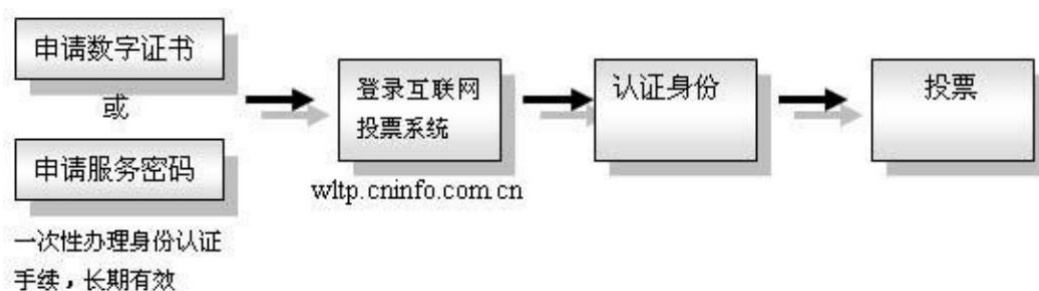 申请数字证书
或
申请服务密码
一次性办理身份认证
手续，长期有效
登录互联网
投票系统
wltp.cninfo.com.cn
认证身份
投票